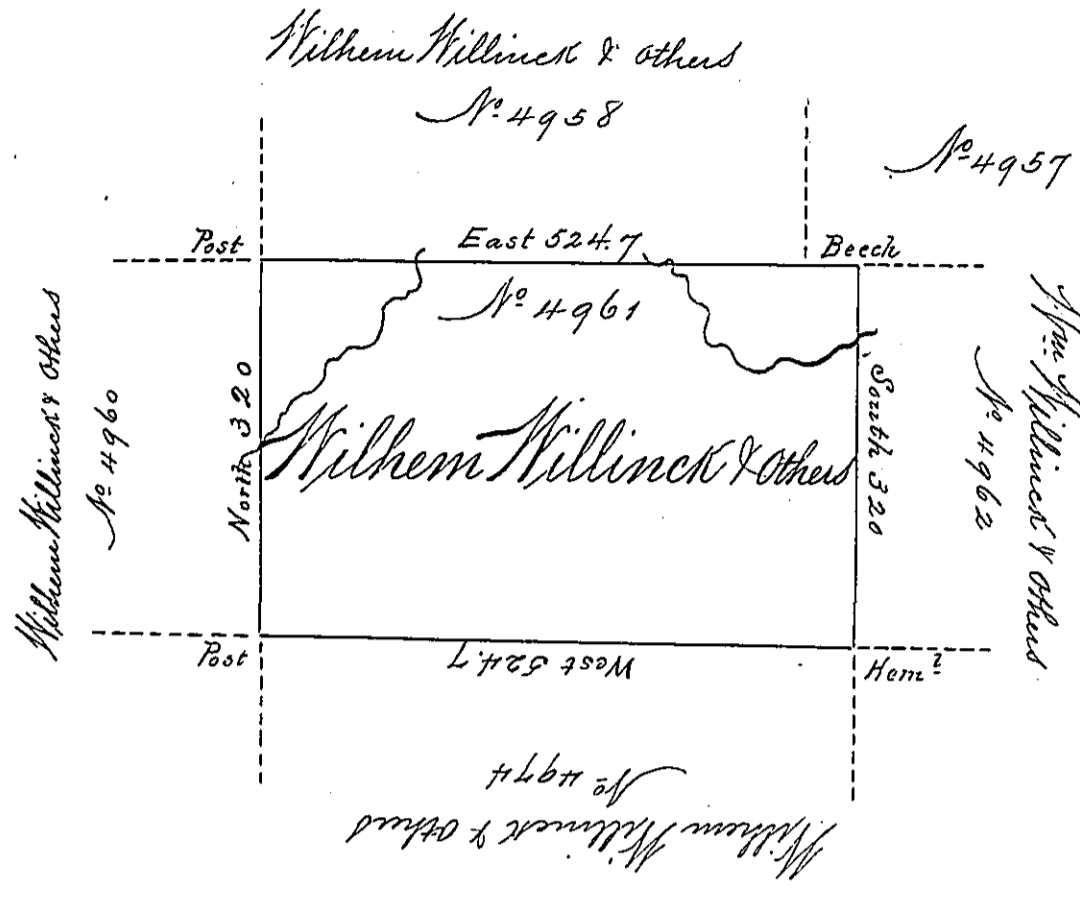 Wilhem Willinck & others
No 4958
No 4957
Post
East 524.7
Beech
No 4961
Wilhem Willinck & Others
No 4960
North 320
Wilhem Willinck & Others
South 320
No 4962
Wm Willinck & Others
Post
West 524.7
Heml
No 4974
Wilhem Willinck & Others